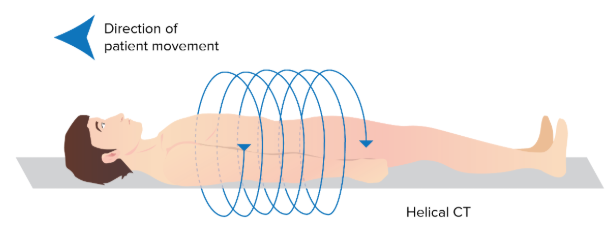 Direction of
patient movement
Helical CT